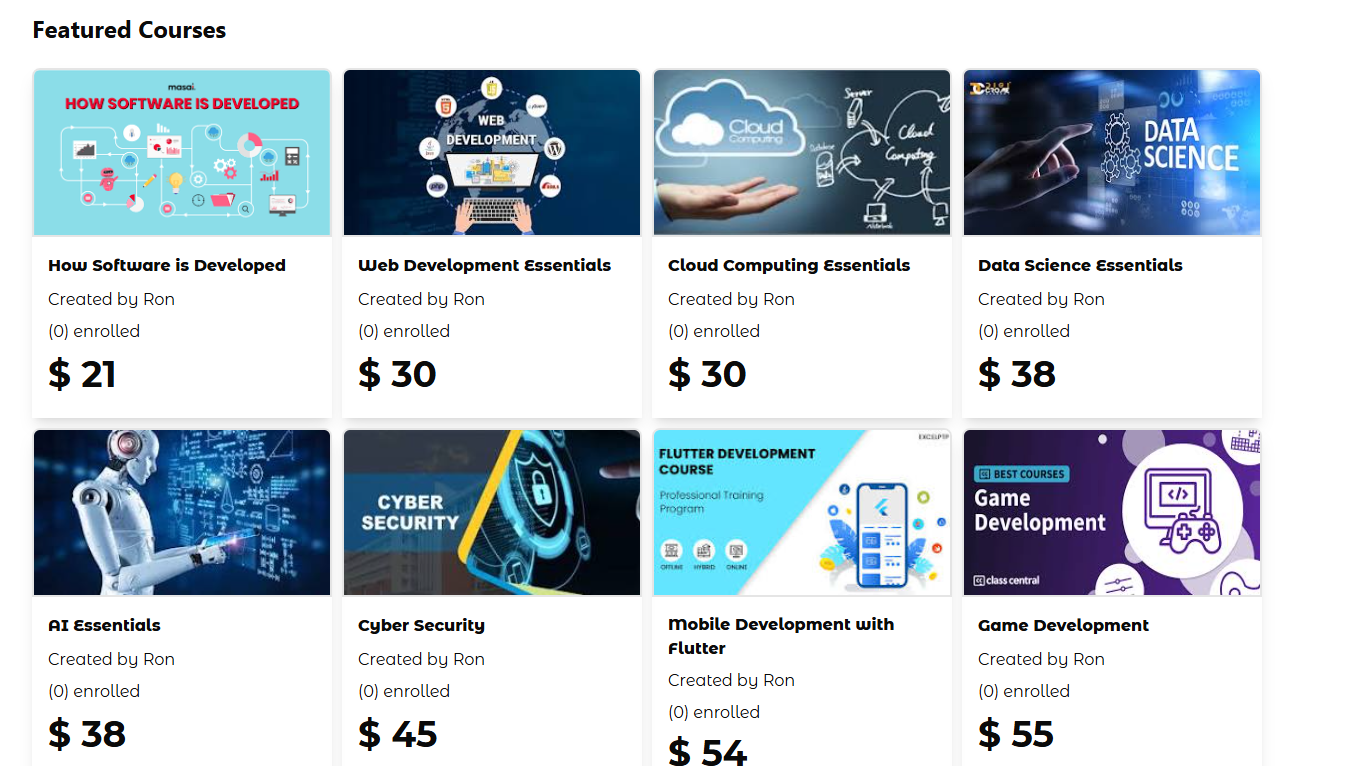 Featured Courses
masai.
HOW SOFTWARE IS DEVELOPED
WEB
DEVELOPMENT
php
Cloud
Computing
Server
Cloud
Computing
Database
DATA
SCIENCE
How Software is Developed
Created by Ron
(0) enrolled
$ 21
Web Development Essentials
Created by Ron
(0) enrolled
$ 30
Cloud Computing Essentials
Created by Ron
(0) enrolled
$ 30
Data Science Essentials
Created by Ron
(0) enrolled
$ 38
CYBER
SECURITY
EXCELPTP
FLUTTER DEVELOPMENT
COURSE
Professional Training
Program
OFFLINE
HYBRID
ONLINE
BEST COURSES
Game
Development
class central
AI Essentials
Created by Ron
(0) enrolled
$ 38
Cyber Security
Created by Ron
(0) enrolled
$ 45
Mobile Development with
Flutter
Created by Ron
(0) enrolled
$ 54
Game Development
Created by Ron
(0) enrolled
$ 55